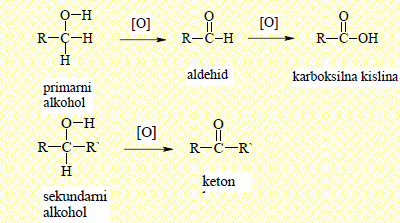 O-H O O
[O] [O]
R-C-H R-C-H R-C-OH
H
aldehid karboksilna kislina
primarni
alkohol
O-H O
[O]
R-C-R` R-C-R`
H
keton
sekundarni
alkohol